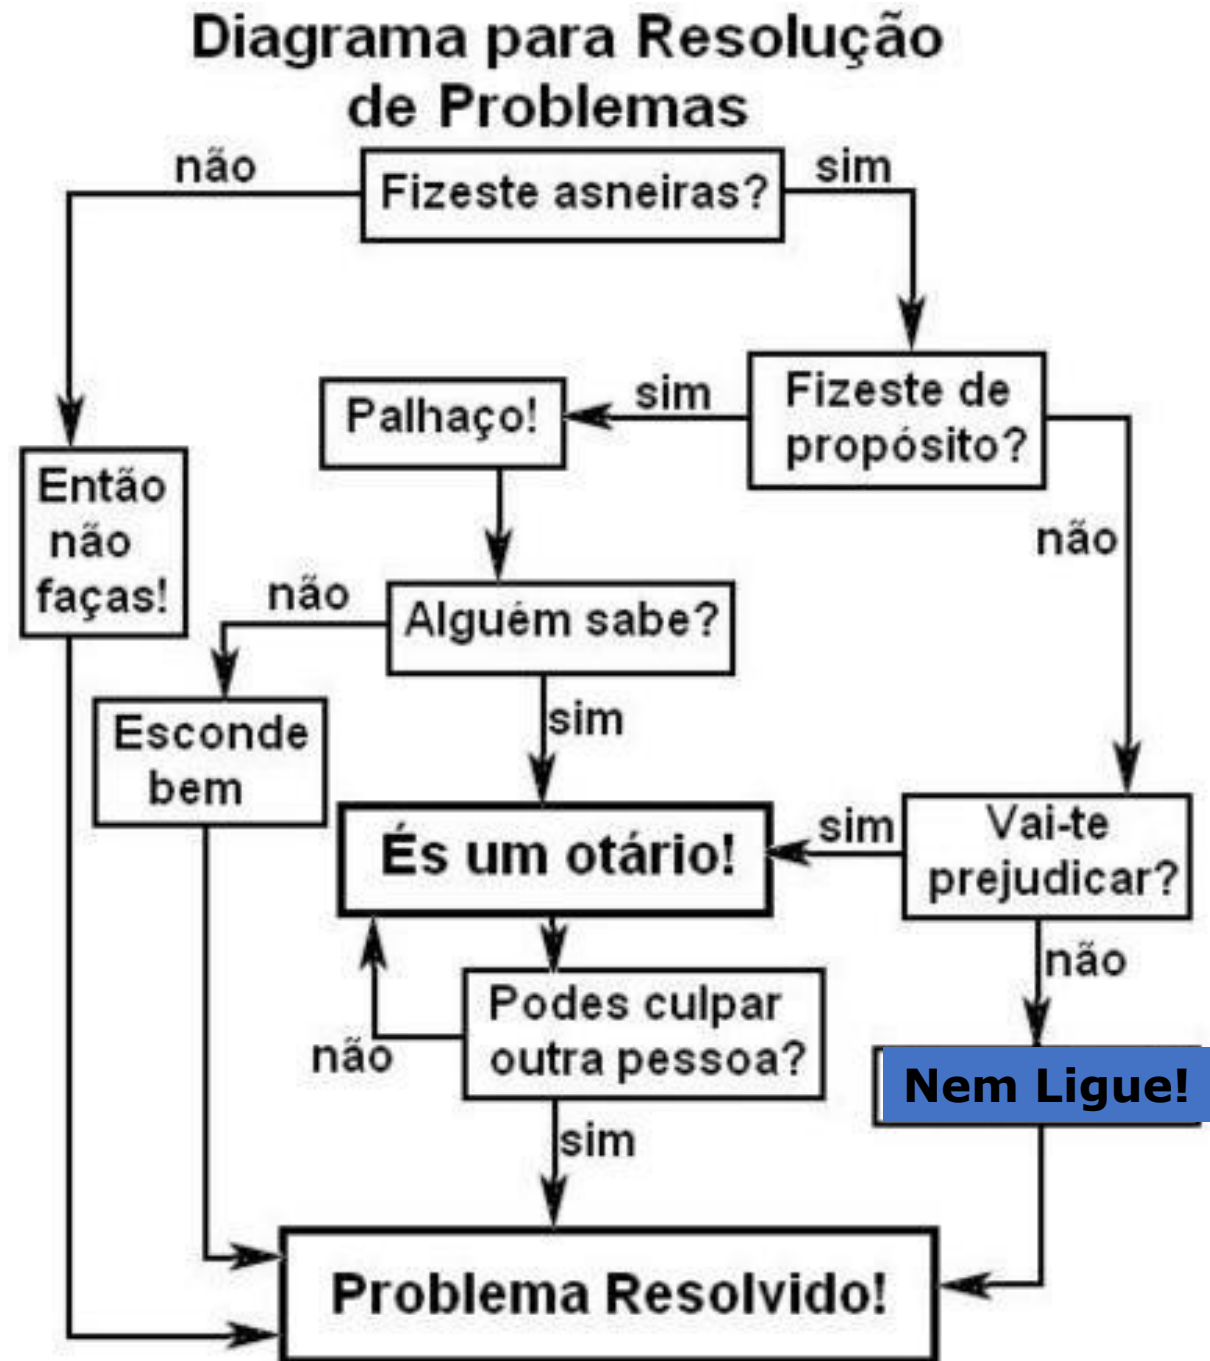 Diagrama para Resolução
de Problemas
não
Fizeste asneiras?
sim
Palhaço!
sim
Fizeste de
propósito?
Então
não
faças!
não
não
Alguém sabe?
sim
Esconde
bem
És um otário!
sim
Vai-te
prejudicar?
não
Podes culpar
outra pessoa?
não
Nem Ligue!
sim
Problema Resolvido!